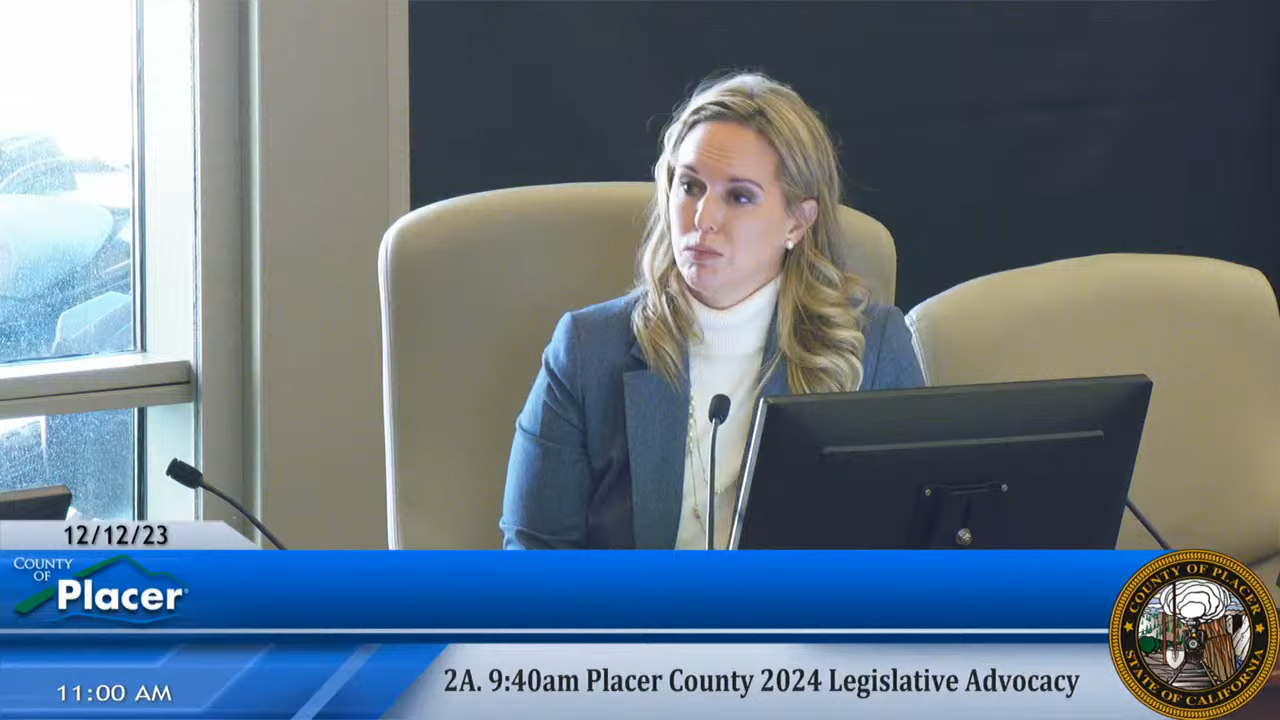 12/12/23
COUNTY
OF
Placer
11:00 AM
2A. 9:40am Placer County 2024 Legislative Advocacy
COUNTY OF PLACER
STATE OF CALIFORNIA